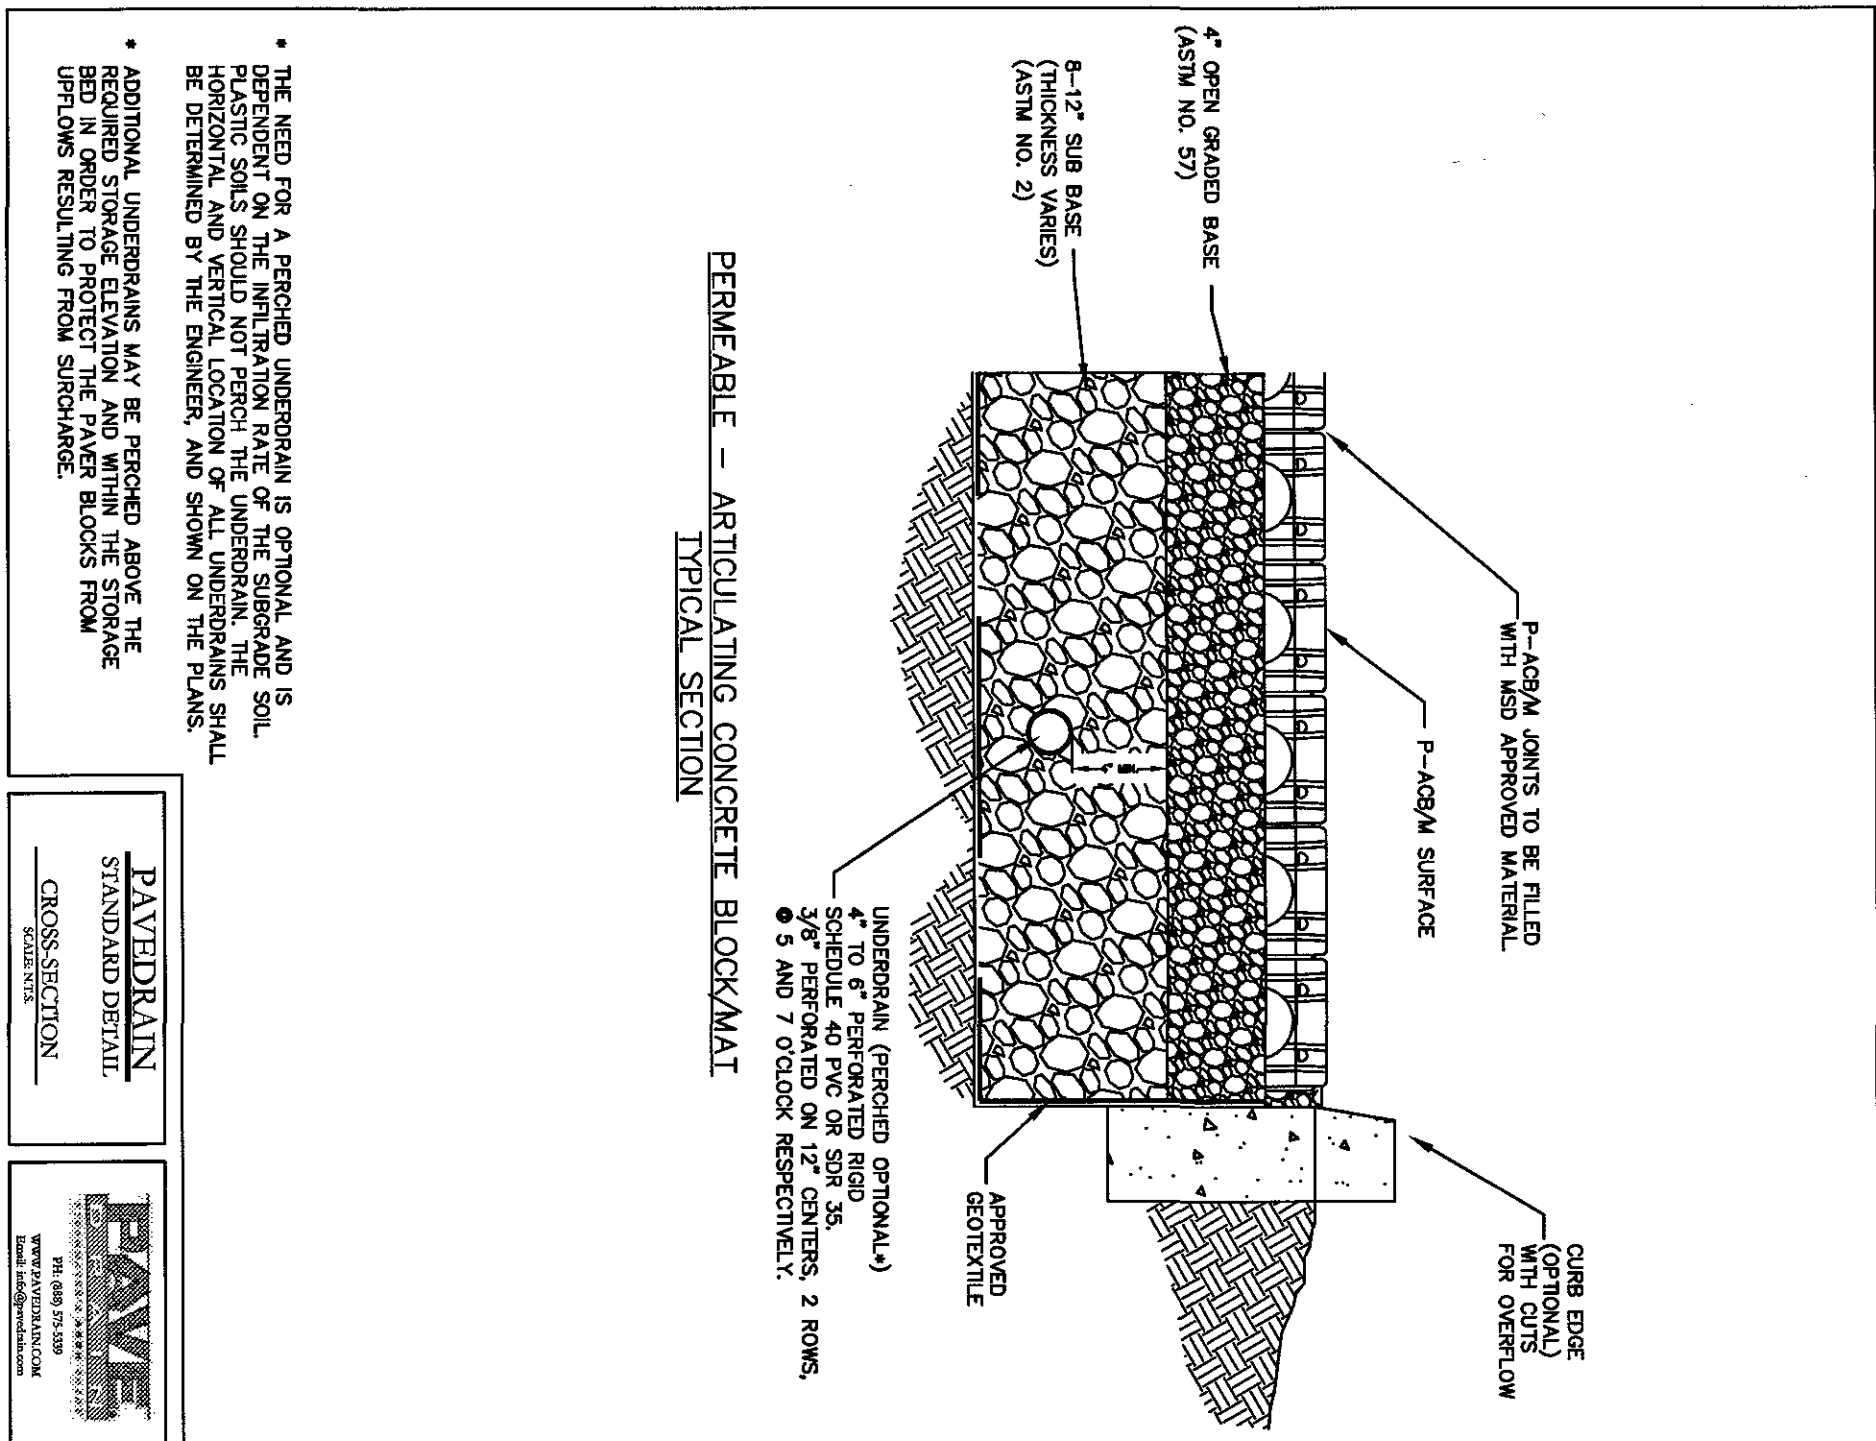 P-ACB/M JOINTS TO BE FILLED
WITH MSD APPROVED MATERIAL.
P-ACB/M SURFACE
CURB EDGE
(OPTIONAL)
WITH CUTS
FOR OVERFLOW
4" OPEN GRADED BASE
(ASTM NO. 57)
8-12" SUB BASE
(THICKNESS VARIES)
(ASTM NO. 2)
MIN.
APPROVED
GEOTEXTILE
UNDERDRAIN (PERCHED OPTIONAL*)
4" TO 6" PERFORATED RIGID
SCHEDULE 40 PVC OR SDR 35.
3/8" PERFORATED ON 12" CENTERS, 2 ROWS,
@ 5 AND 7 O'CLOCK RESPECTIVELY.
PERMEABLE - ARTICULATING CONCRETE BLOCK/MAT
TYPICAL SECTION
* THE NEED FOR A PERCHED UNDERDRAIN IS OPTIONAL AND IS
DEPENDENT ON THE INFILTRATION RATE OF THE SUBGRADE SOIL.
PLASTIC SOILS SHOULD NOT PERCH THE UNDERDRAIN. THE
HORIZONTAL AND VERTICAL LOCATION OF ALL UNDERDRAINS SHALL
BE DETERMINED BY THE ENGINEER, AND SHOWN ON THE PLANS.
* ADDITIONAL UNDERDRAINS MAY BE PERCHED ABOVE THE
REQUIRED STORAGE ELEVATION AND WITHIN THE STORAGE
BED IN ORDER TO PROTECT THE PAVER BLOCKS FROM
UPFLOWS RESULTING FROM SURCHARGE.
PAVEDRAIN
STANDARD DETAIL
CROSS-SECTION
SCALE: N.T.S.
PAVE
DRAIN
PH: (888) 575-5339
WWW.PAVEDRAIN.COM
Email: info@pavedrain.com